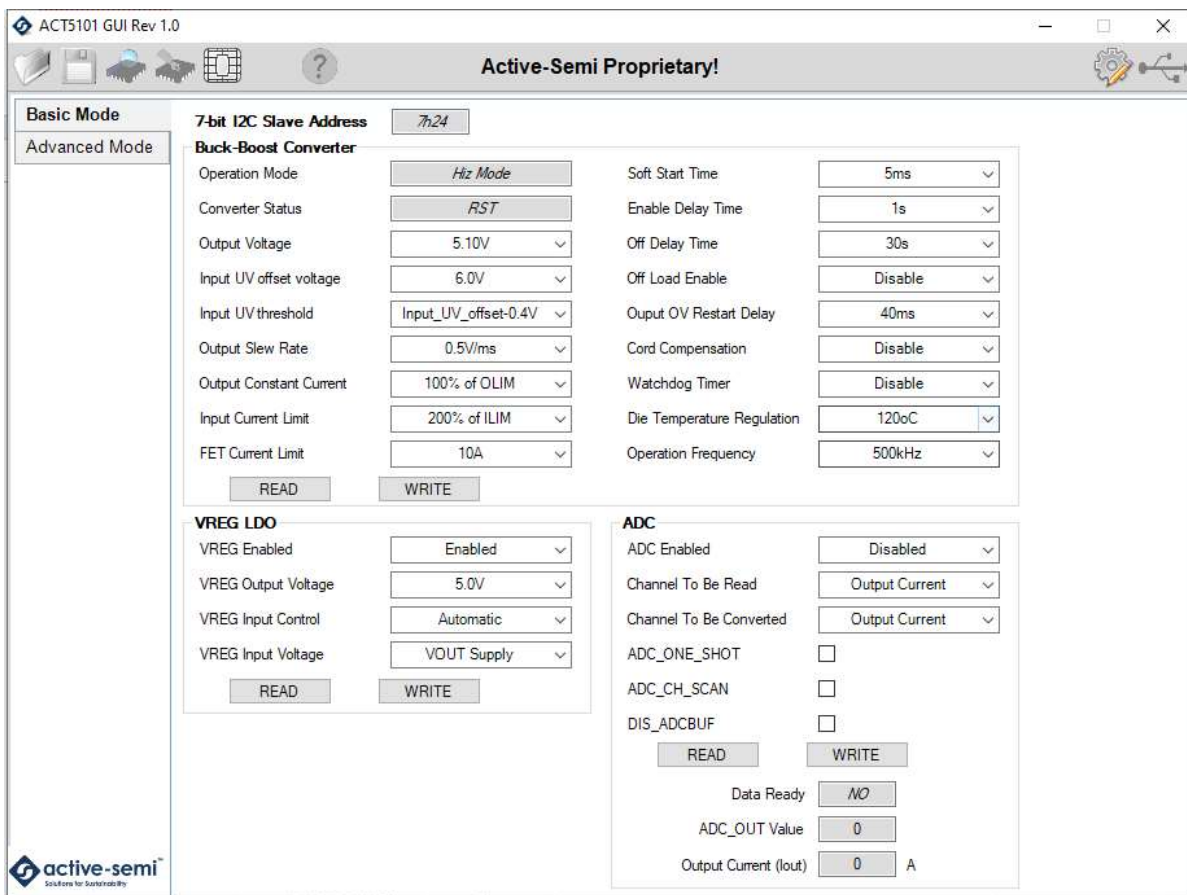 ACT5101 GUI Rev 1.0
?
Active-Semi Proprietary!
Basic Mode
Advanced Mode
7-bit I2C Slave Address 7h24
Buck-Boost Converter
Operation Mode Hiz Mode
Converter Status RST
Output Voltage 5.10V
Input UV offset voltage 6.0V
Input UV threshold Input_UV_offset-0.4V
Output Slew Rate 0.5V/ms
Output Constant Current 100% of OLIM
Input Current Limit 200% of ILIM
FET Current Limit 10A
Soft Start Time 5ms
Enable Delay Time 1s
Off Delay Time 30s
Off Load Enable Disable
Ouput OV Restart Delay 40ms
Cord Compensation Disable
Watchdog Timer Disable
Die Temperature Regulation 120oC
Operation Frequency 500kHz
READ WRITE
VREG LDO
VREG Enabled Enabled
VREG Output Voltage 5.0V
VREG Input Control Automatic
VREG Input Voltage VOUT Supply
READ WRITE
ADC
ADC Enabled Disabled
Channel To Be Read Output Current
Channel To Be Converted Output Current
ADC_ONE_SHOT
ADC_CH_SCAN
DIS_ADCBUF
READ WRITE
Data Ready NO
ADC_OUT Value 0
Output Current (Iout) 0 A
active-semi™
Solutions for Sustainability